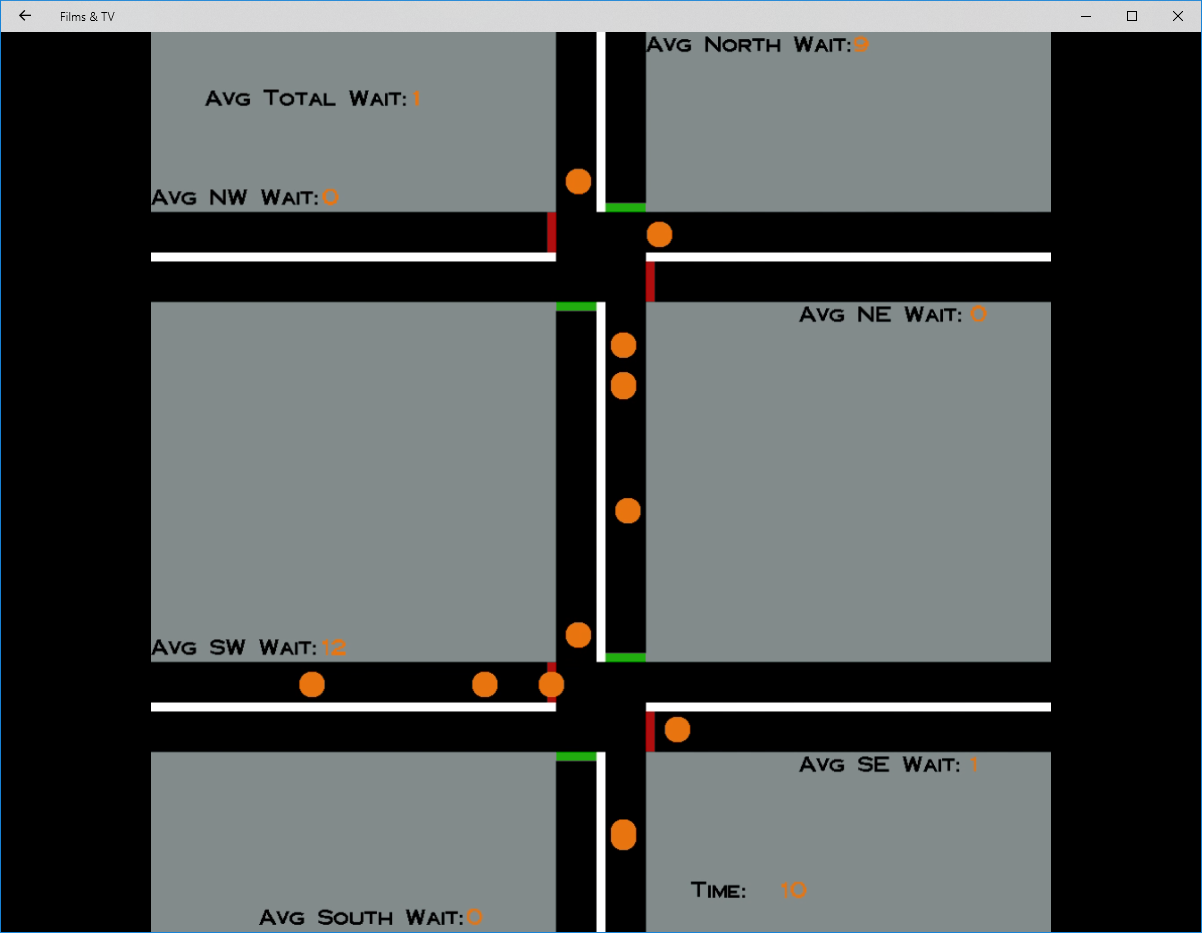 Films & TV
Avg North Wait: 9
Avg Total Wait: 1
Avg NW Wait: 0
Avg NE Wait: 0
Avg SW Wait: 12
Avg SE Wait: 1
Time: 10
Avg South Wait: 0